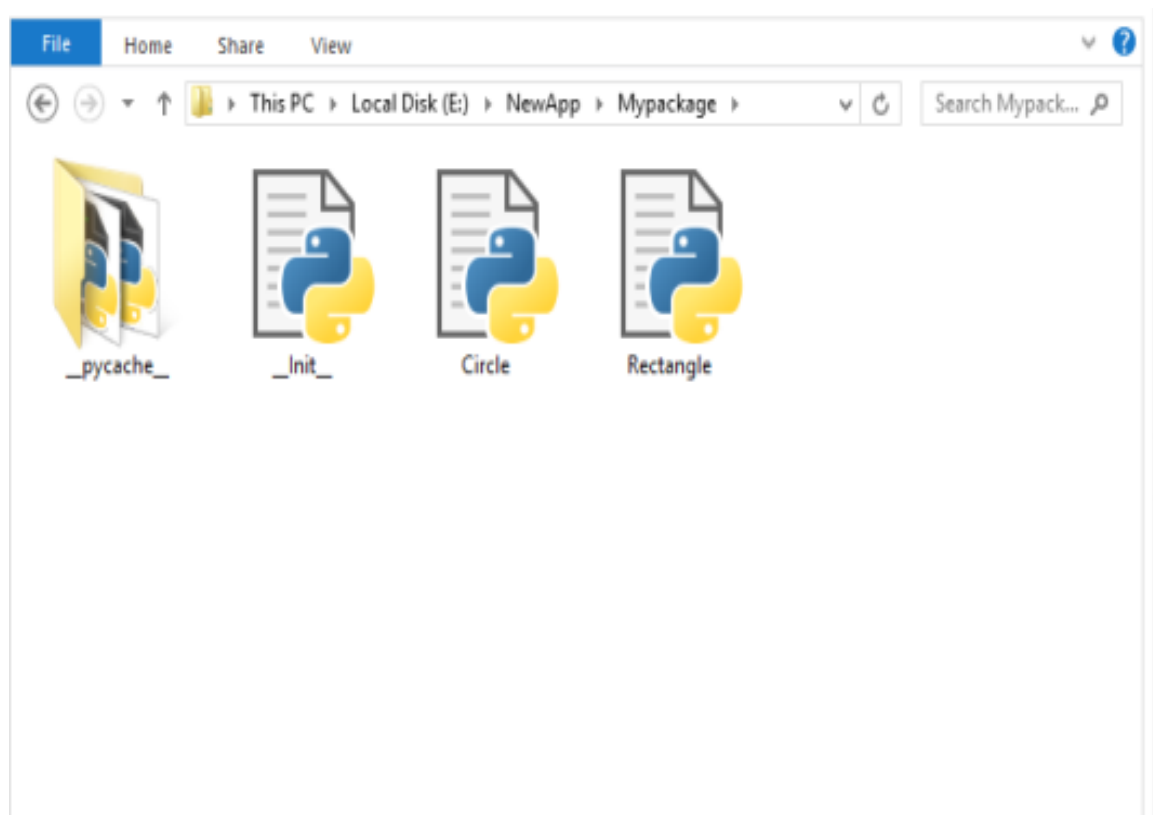 File Home Share View
This PC Local Disk (E:) NewApp Mypackage Search Mypack...
__pycache__ __Init__ Circle Rectangle